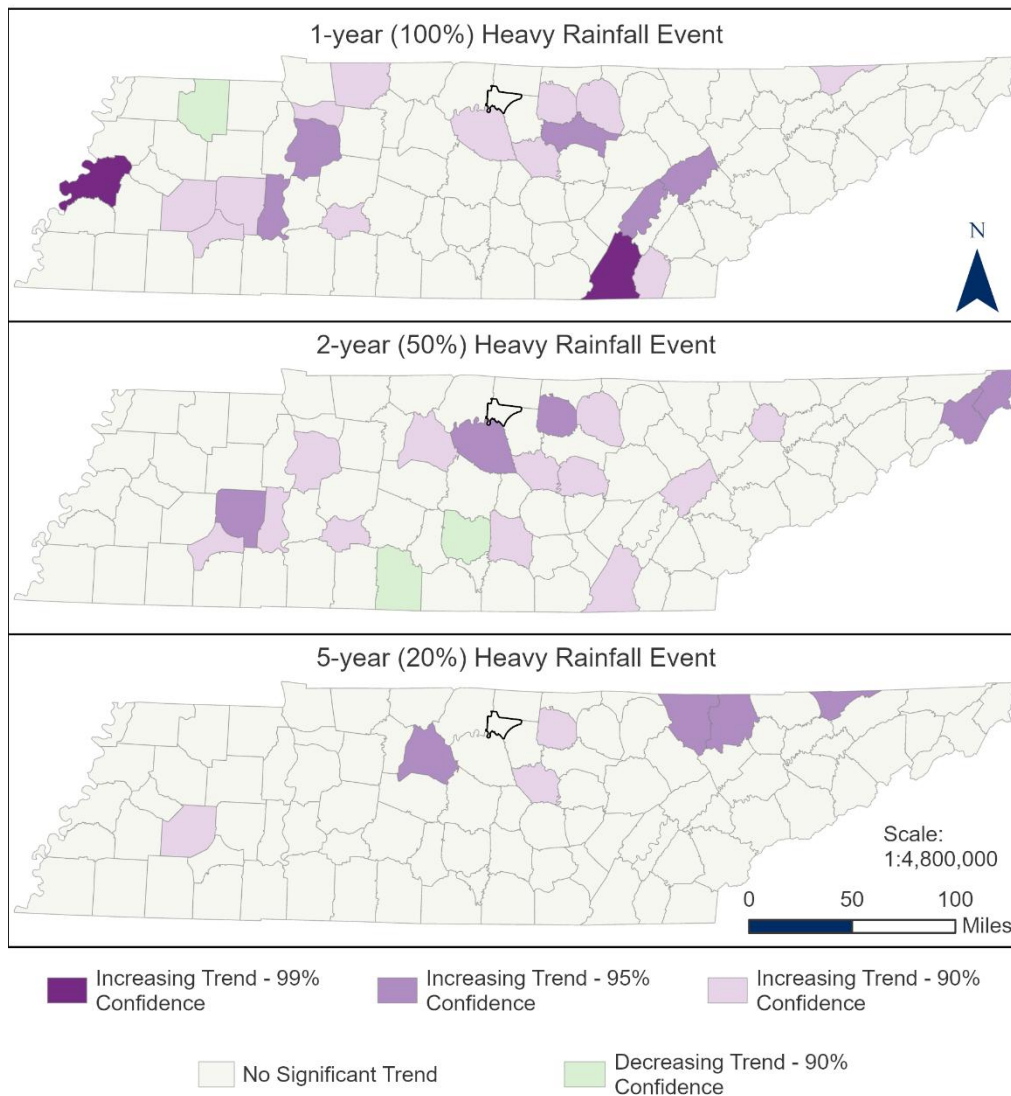 1-year (100%) Heavy Rainfall Event
N
2-year (50%) Heavy Rainfall Event
5-year (20%) Heavy Rainfall Event
Scale:
1:4,800,000
0 50 100
Miles
Increasing Trend - 99%
Confidence
Increasing Trend - 95%
Confidence
Increasing Trend - 90%
Confidence
No Significant Trend
Decreasing Trend - 90%
Confidence